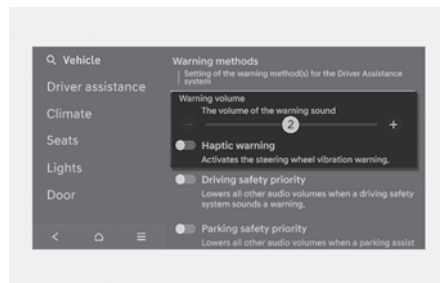 Vehicle
Driver assistance
Climate
Seats
Lights
Door
Warning methods
Setting of the warning method(s) for the Driver Assistance
system
Warning volume
The volume of the warning sound
2
Haptic warning
Activates the steering wheel vibration warning.
Driving safety priority
Lowers all other audio volumes when a driving safety
system sounds a warning.
Parking safety priority
Lowers all other audio volumes when a parking assist